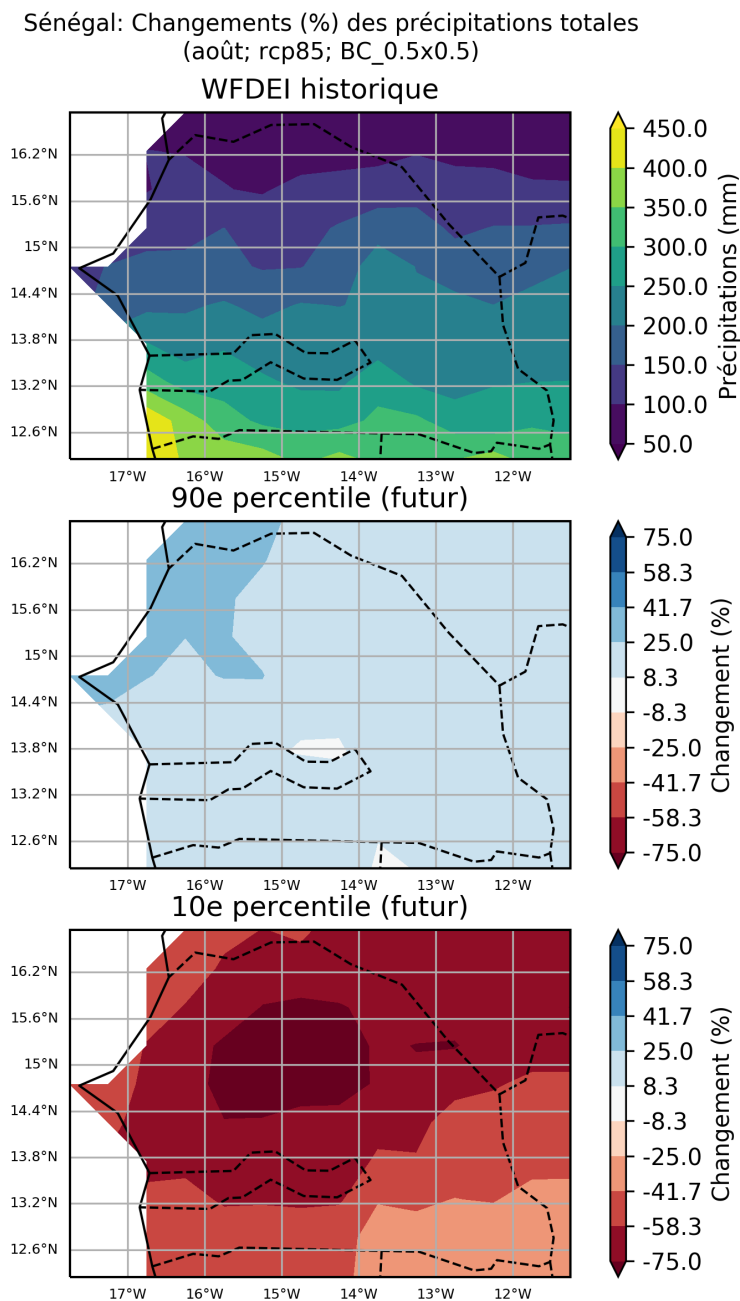 Sénégal: Changements (%) des précipitations totales
(août; rcp85; BC_0.5x0.5)
WFDEI historique
16.2°N
15.6°N
15°N
14.4°N
13.8°N
13.2°N
12.6°N
17°W 16°W 15°W 14°W 13°W 12°W
450.0
400.0
350.0
300.0
250.0
200.0
150.0
100.0
50.0
Précipitations (mm)
90e percentile (futur)
16.2°N
15.6°N
15°N
14.4°N
13.8°N
13.2°N
12.6°N
17°W 16°W 15°W 14°W 13°W 12°W
75.0
58.3
41.7
25.0
8.3
-8.3
-25.0
-41.7
-58.3
-75.0
Changement (%)
10e percentile (futur)
16.2°N
15.6°N
15°N
14.4°N
13.8°N
13.2°N
12.6°N
17°W 16°W 15°W 14°W 13°W 12°W
75.0
58.3
41.7
25.0
8.3
-8.3
-25.0
-41.7
-58.3
-75.0
Changement (%)